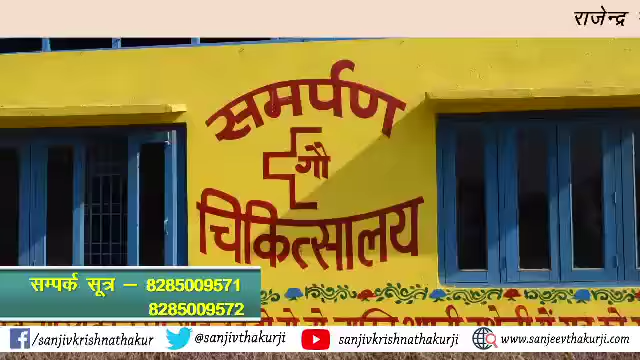 राजेन्द्र
समर्पण
गौ
चिकित्सालय
सम्पर्क सूत्र – 8285009571
8285009572
/sanjivkrishnathakur @sanjivthakurji sanjivkrishnathakurji www.sanjeevthakurji.com